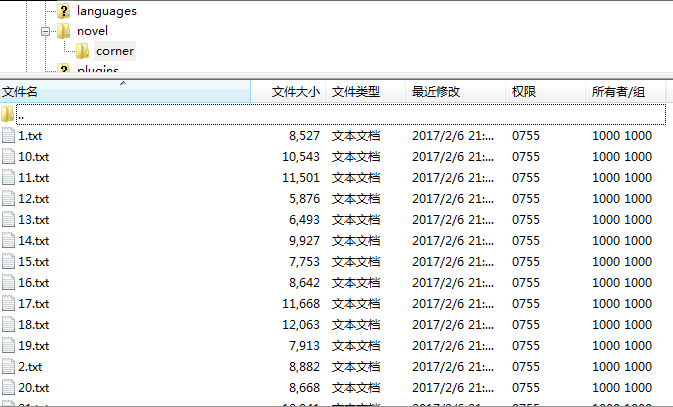 languages
novel
corner
plugins
文件名 文件大小 文件类型 最近修改 权限 所有者/组
..
1.txt 8,527 文本文档 2017/2/6 21:... 0755 1000 1000
10.txt 10,543 文本文档 2017/2/6 21:... 0755 1000 1000
11.txt 11,501 文本文档 2017/2/6 21:... 0755 1000 1000
12.txt 5,876 文本文档 2017/2/6 21:... 0755 1000 1000
13.txt 6,493 文本文档 2017/2/6 21:... 0755 1000 1000
14.txt 9,927 文本文档 2017/2/6 21:... 0755 1000 1000
15.txt 7,753 文本文档 2017/2/6 21:... 0755 1000 1000
16.txt 8,642 文本文档 2017/2/6 21:... 0755 1000 1000
17.txt 11,668 文本文档 2017/2/6 21:... 0755 1000 1000
18.txt 12,063 文本文档 2017/2/6 21:... 0755 1000 1000
19.txt 7,913 文本文档 2017/2/6 21:... 0755 1000 1000
2.txt 8,882 文本文档 2017/2/6 21:... 0755 1000 1000
20.txt 8,668 文本文档 2017/2/6 21:... 0755 1000 1000